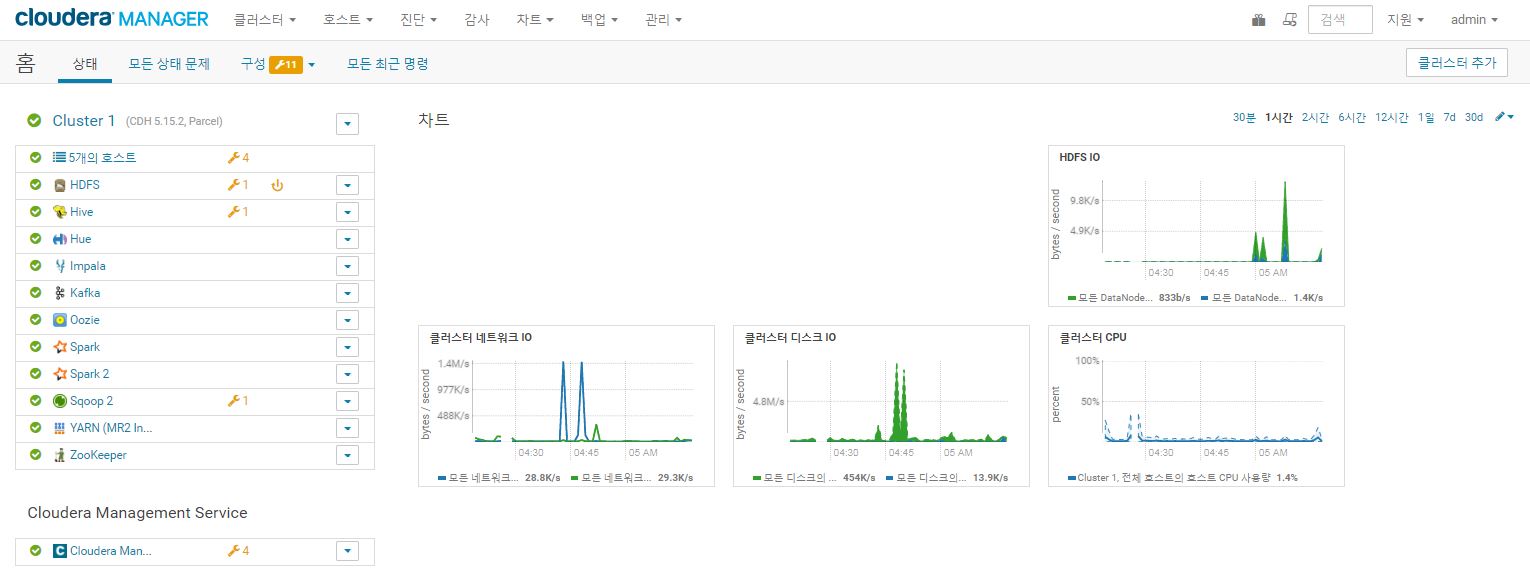 cloudera MANAGER 클러스터 호스트 진단 감사 차트 백업 관리 검색 지원 admin
홈 상태 모든 상태 문제 구성 11 모든 최근 명령 클러스터 추가
Cluster 1 (CDH 5.15.2, Parcel)
5개의 호스트 4
HDFS 1
Hive 1
Hue
Impala
Kafka
Oozie
Spark
Spark 2
Sqoop 2 1
YARN (MR2 In...
ZooKeeper
Cloudera Management Service
Cloudera Man... 4
차트 30분 1시간 2시간 6시간 12시간 1일 7d 30d
HDFS IO
bytes / second
9.8K/s
4.9K/s
04:30 04:45 05 AM
모든 DataNode... 833b/s 모든 DataNode... 1.4K/s
클러스터 네트워크 IO
bytes / second
1.4M/s
977K/s
488K/s
04:30 04:45 05 AM
모든 네트워크... 28.8K/s 모든 네트워크... 29.3K/s
클러스터 디스크 IO
bytes / second
4.8M/s
04:30 04:45 05 AM
모든 디스크의 ... 454K/s 모든 디스크의... 13.9K/s
클러스터 CPU
percent
100%
50%
04:30 04:45 05 AM
Cluster 1, 전체 호스트의 호스트 CPU 사용량 1.4%